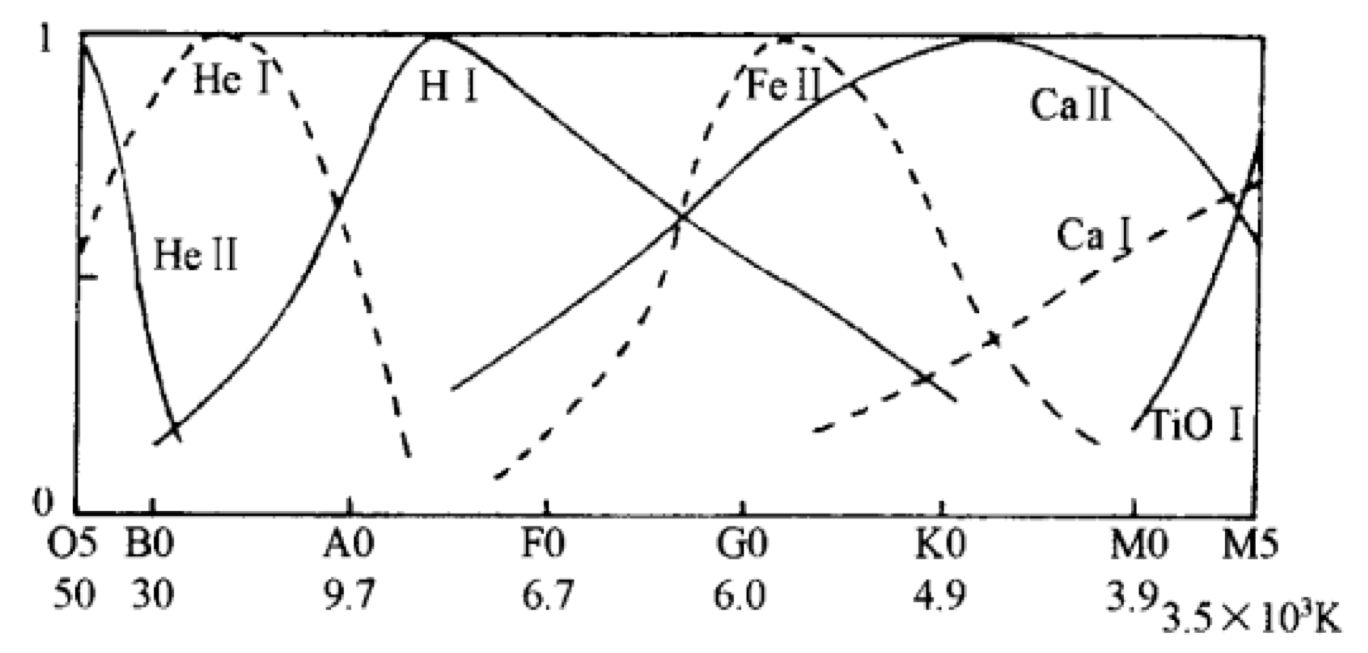 1
He Ⅰ
H Ⅰ
Fe Ⅱ
Ca Ⅱ
He Ⅱ
Ca Ⅰ
TiO Ⅰ
0
O5 B0 A0 F0 G0 K0 M0 M5
50 30 9.7 6.7 6.0 4.9 3.9 3.5×10³K